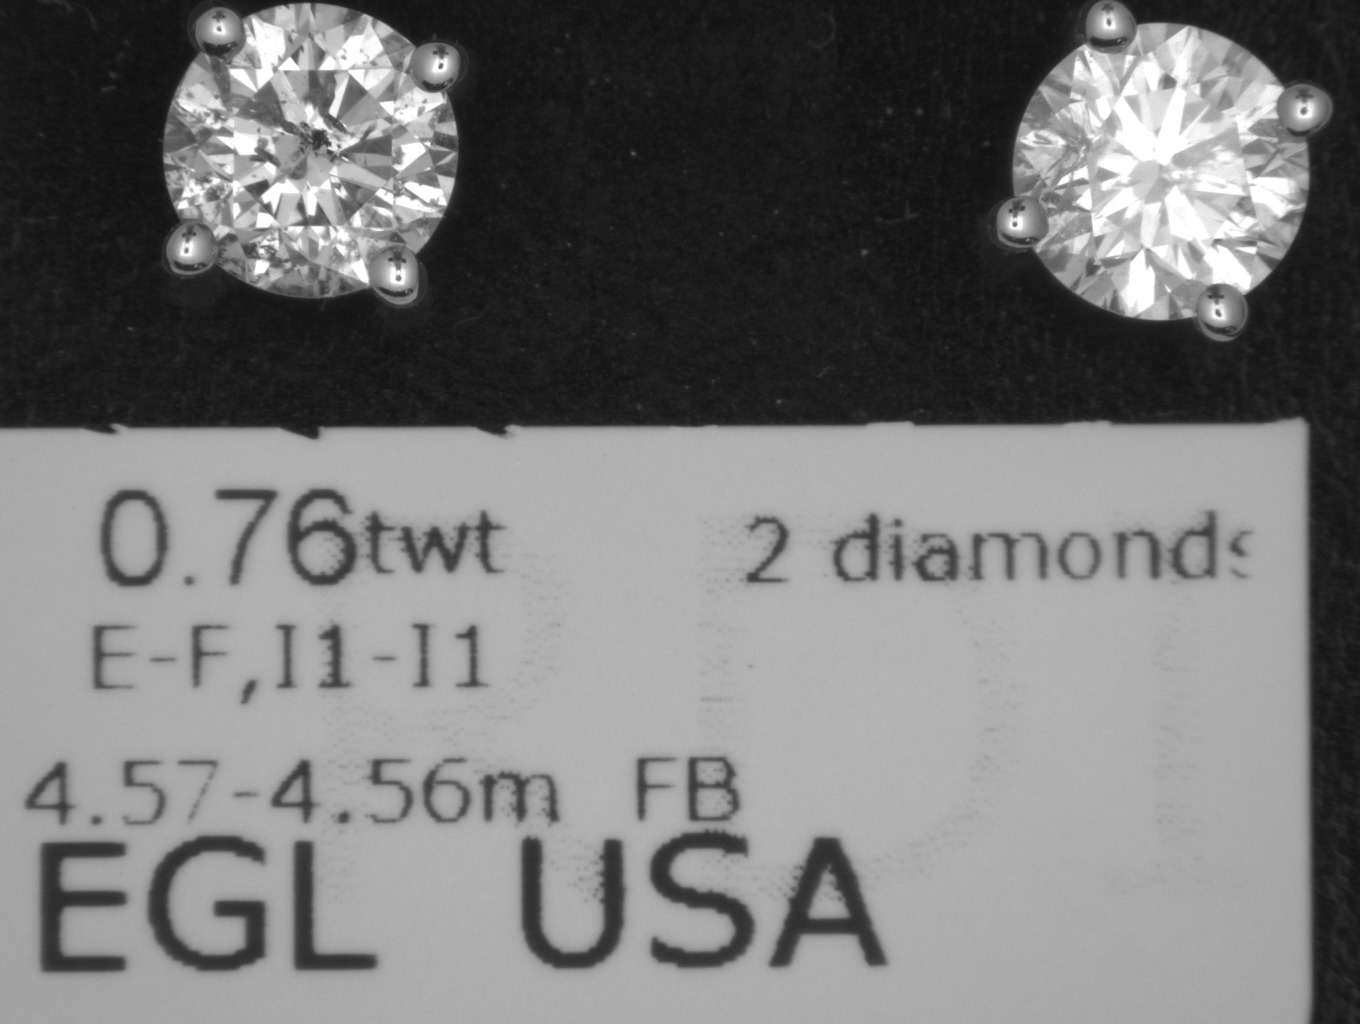 0.76twt 2 diamonds
E-F,I1-I1
4.57-4.56m FB
EGL USA